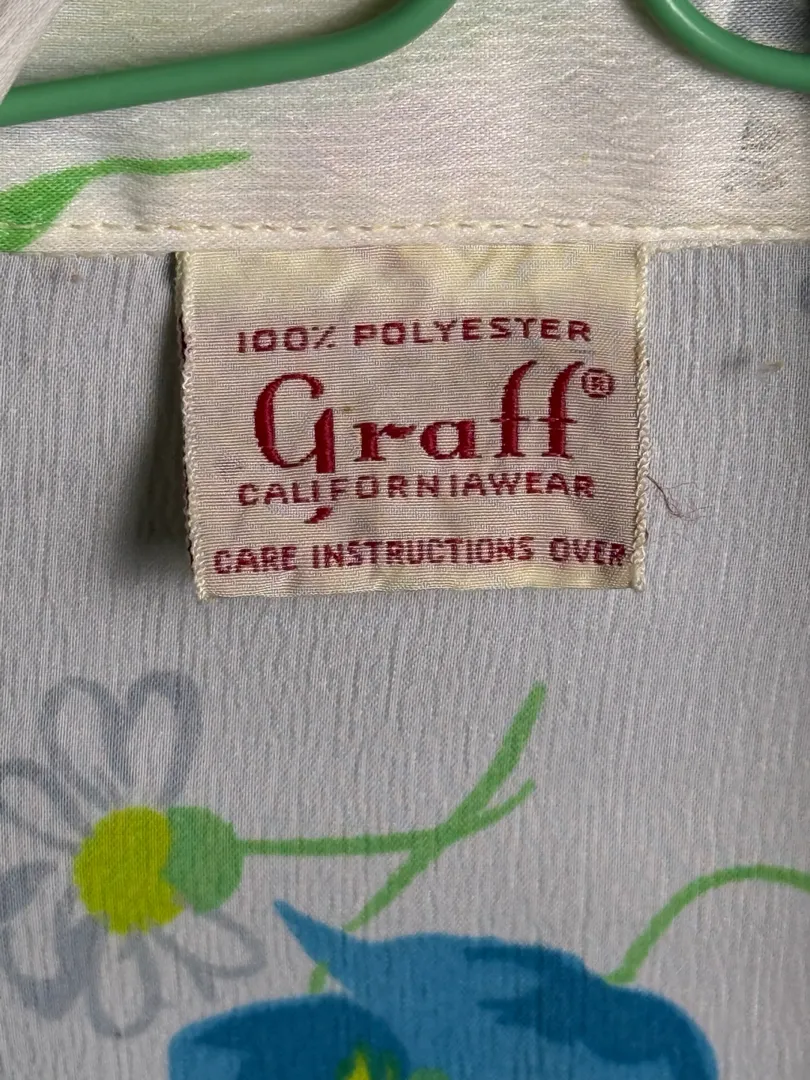 100% POLYESTER
Graff®
CALIFORNIAWEAR
CARE INSTRUCTIONS OVER